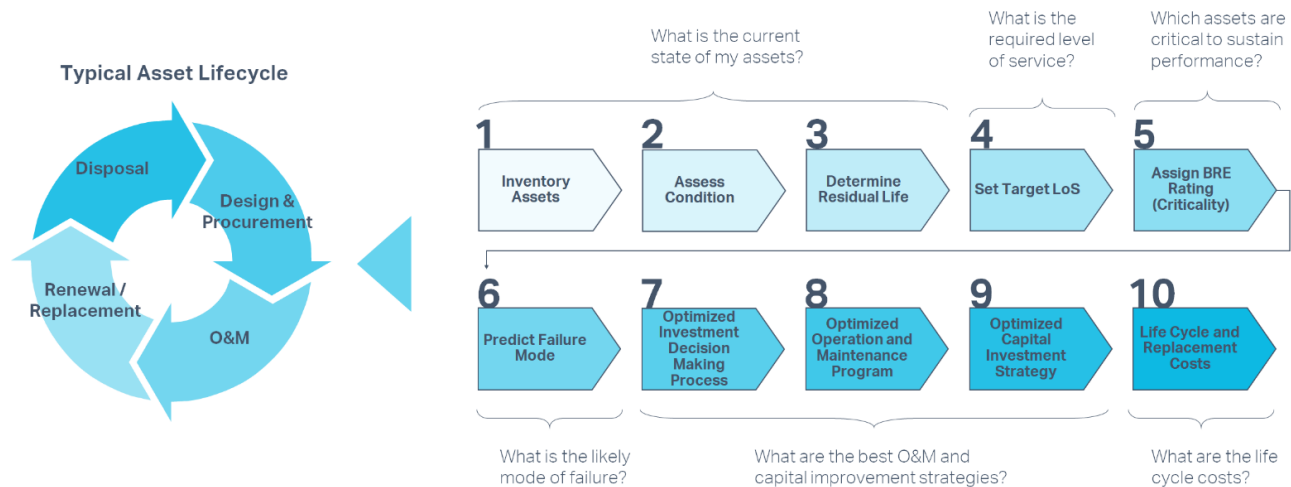 Typical Asset Lifecycle
Disposal
Design &
Procurement
O&M
Renewal /
Replacement
What is the current
state of my assets?
What is the
required level
of service?
Which assets are
critical to sustain
performance?
1
Inventory
Assets
2
Assess
Condition
3
Determine
Residual Life
4
Set Target LoS
5
Assign BRE
Rating
(Criticality)
6
Predict Failure
Mode
7
Optimized
Investment
Decision
Making
Process
8
Optimized
Operation and
Maintenance
Program
9
Optimized
Capital
Investment
Strategy
10
Life Cycle and
Replacement
Costs
What is the likely
mode of failure?
What are the best O&M and
capital improvement strategies?
What are the life
cycle costs?